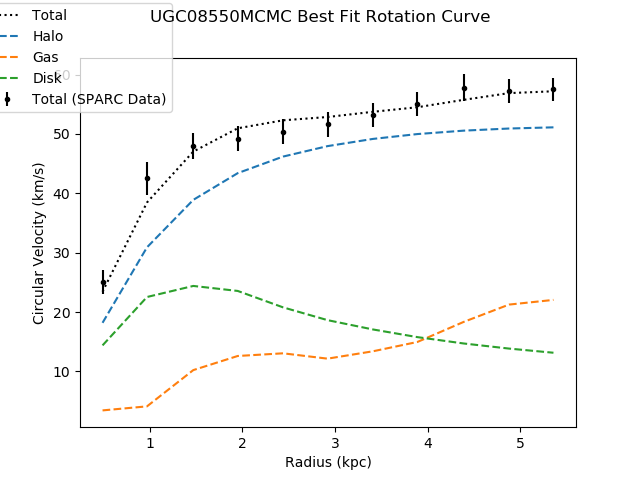 UGC08550MCMC Best Fit Rotation Curve
Total
Halo
Gas
Disk
Total (SPARC Data)
60
50
40
30
20
10
Circular Velocity (km/s)
1 2 3 4 5
Radius (kpc)